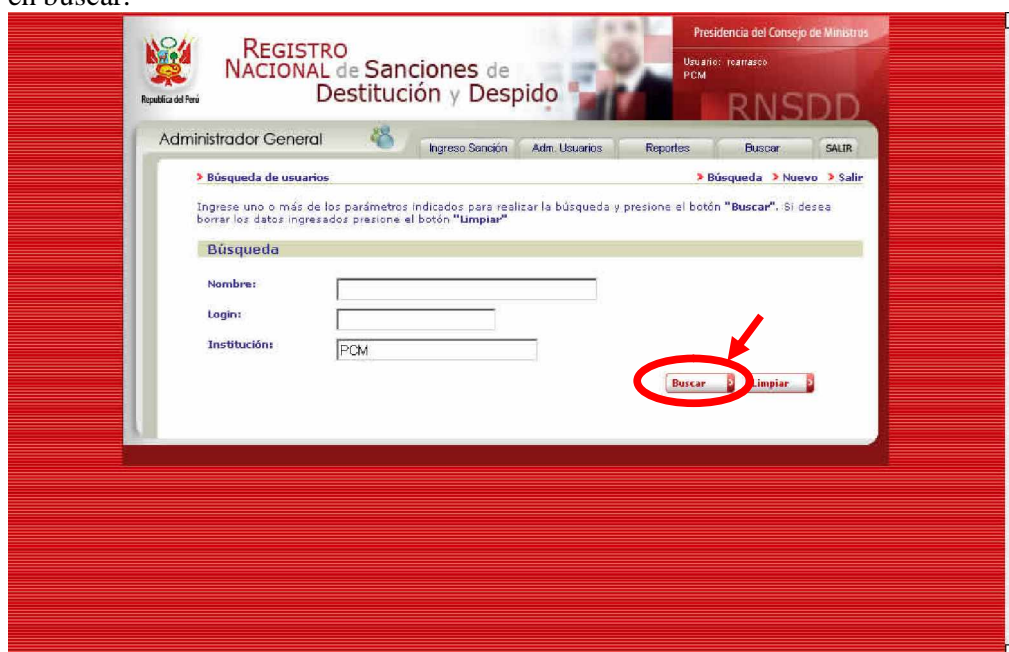 en buscar.
Presidencia del Consejo de Ministros
REGISTRO
NACIONAL de Sanciones de
Destitución y Despido
Usuario: rcarrasco
PCM
Republica del Perú
RNSDD
Administrador General
Ingreso Sanción Adm. Usuarios Reportes Buscar SALIR
Búsqueda de usuarios Búsqueda Nuevo Salir
Ingrese uno o más de los parámetros indicados para realizar la búsqueda y presione el botón "Buscar". Si desea
borrar los datos ingresados presione el botón "Limpiar"
Búsqueda
Nombre:
Login:
Institución: PCM
Buscar Limpiar